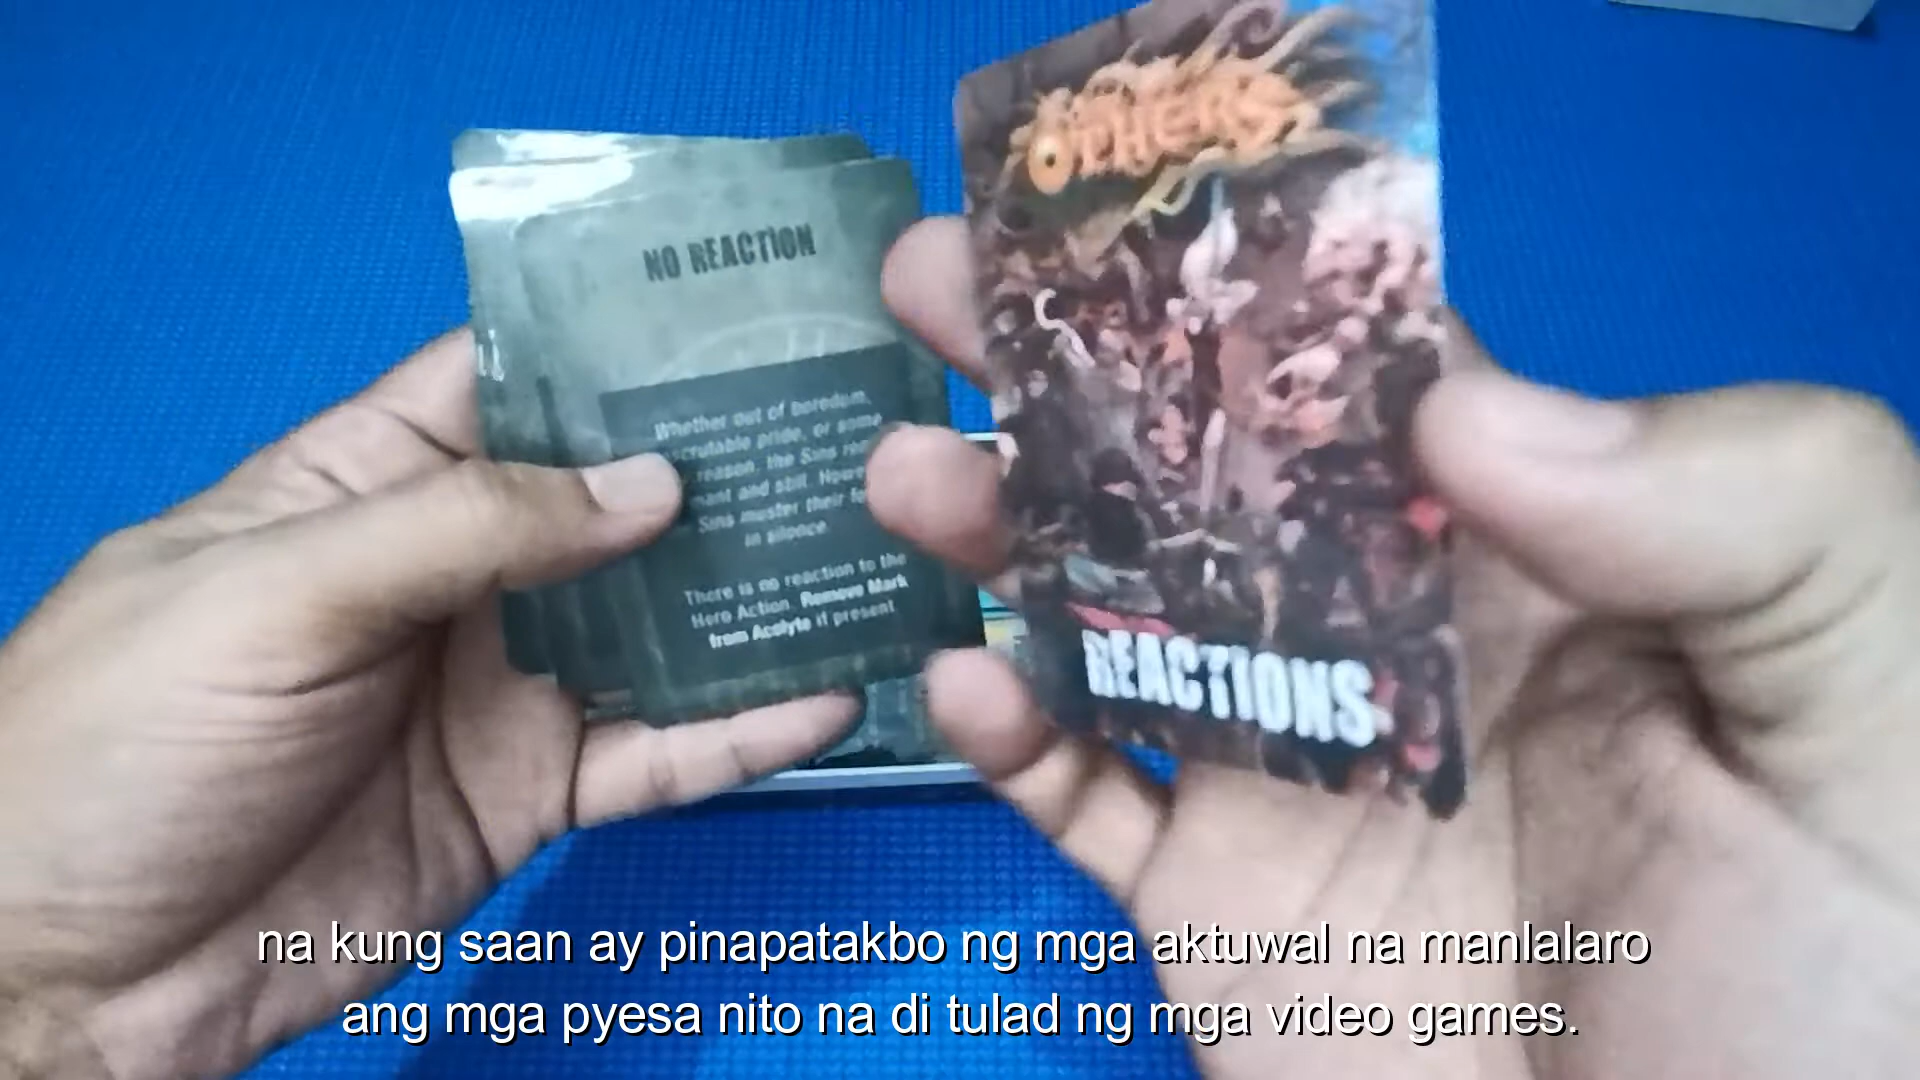 NO REACTION
Whether out of boredom,
pride, or some
reason, the Sins
and still.
Sins muster their
in silence.
There is no reaction to the
Hero Action. Remove Mark
from Acolyte if present
OTHERS
REACTIONS
na kung saan ay pinapatakbo ng mga aktuwal na manlalaro
ang mga pyesa nito na di tulad ng mga video games.